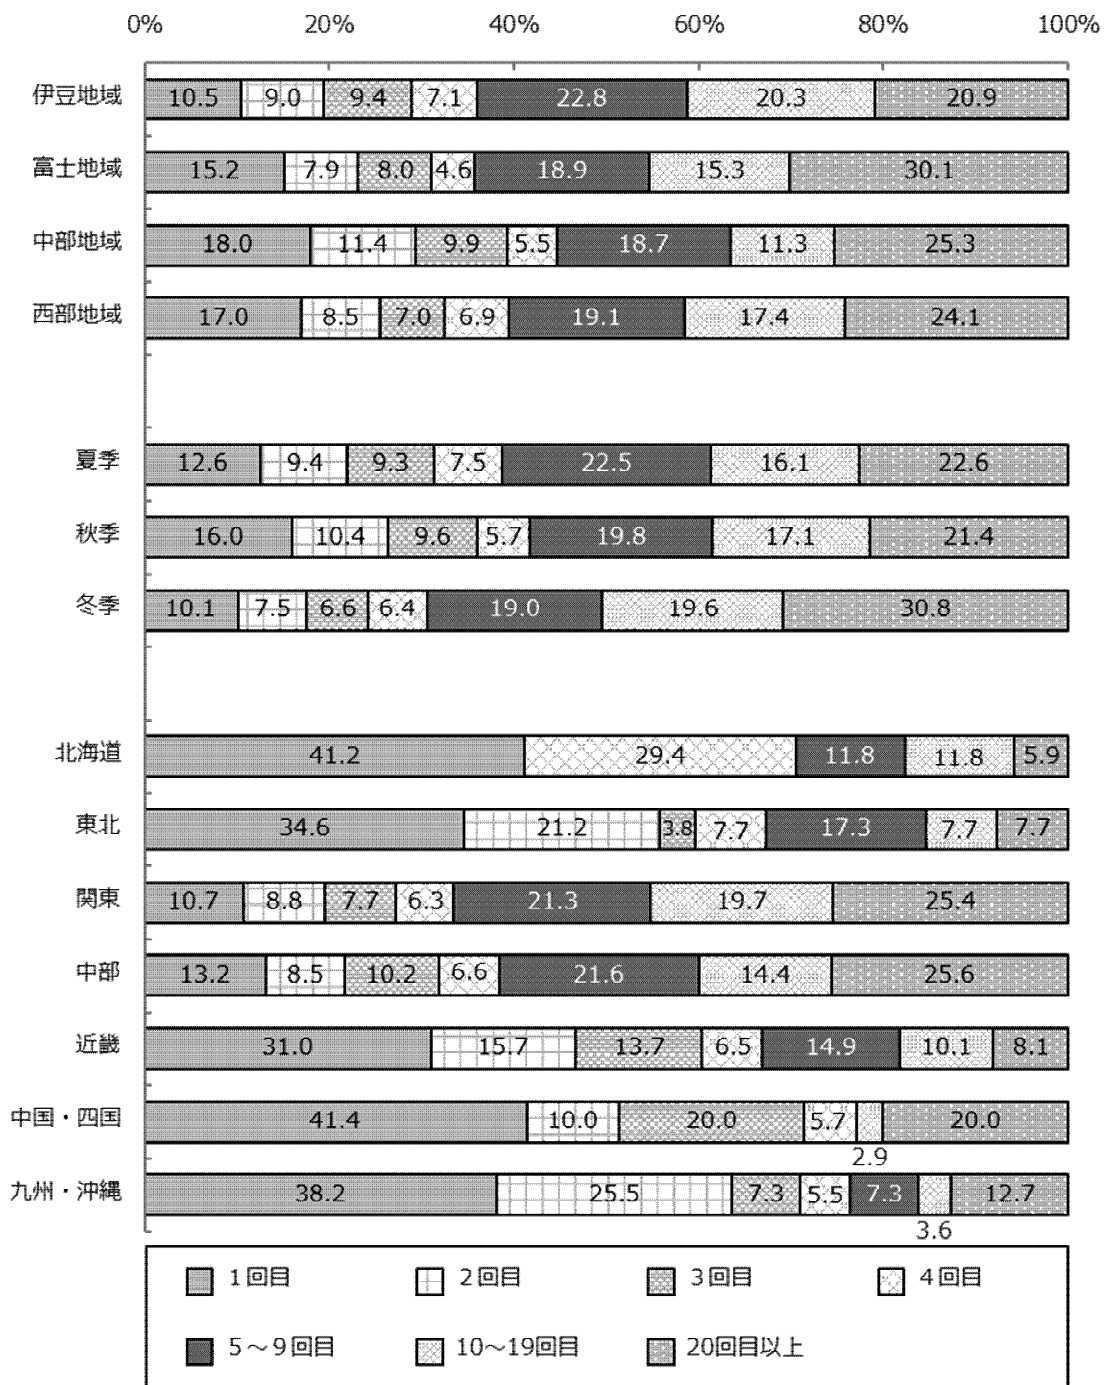 0% 20% 40% 60% 80% 100%
伊豆地域 10.5 9.0 9.4 7.1 22.8 20.3 20.9
富士地域 15.2 7.9 8.0 4.6 18.9 15.3 30.1
中部地域 18.0 11.4 9.9 5.5 18.7 11.3 25.3
西部地域 17.0 8.5 7.0 6.9 19.1 17.4 24.1
夏季 12.6 9.4 9.3 7.5 22.5 16.1 22.6
秋季 16.0 10.4 9.6 5.7 19.8 17.1 21.4
冬季 10.1 7.5 6.6 6.4 19.0 19.6 30.8
北海道 41.2 29.4 11.8 11.8 5.9
東北 34.6 21.2 3.8 7.7 17.3 7.7 7.7
関東 10.7 8.8 7.7 6.3 21.3 19.7 25.4
中部 13.2 8.5 10.2 6.6 21.6 14.4 25.6
近畿 31.0 15.7 13.7 6.5 14.9 10.1 8.1
中国・四国 41.4 10.0 20.0 5.7 20.0
2.9
九州・沖縄 38.2 25.5 7.3 5.5 7.3 12.7
3.6
1回目 2回目 3回目 4回目
5～9回目 10～19回目 20回目以上